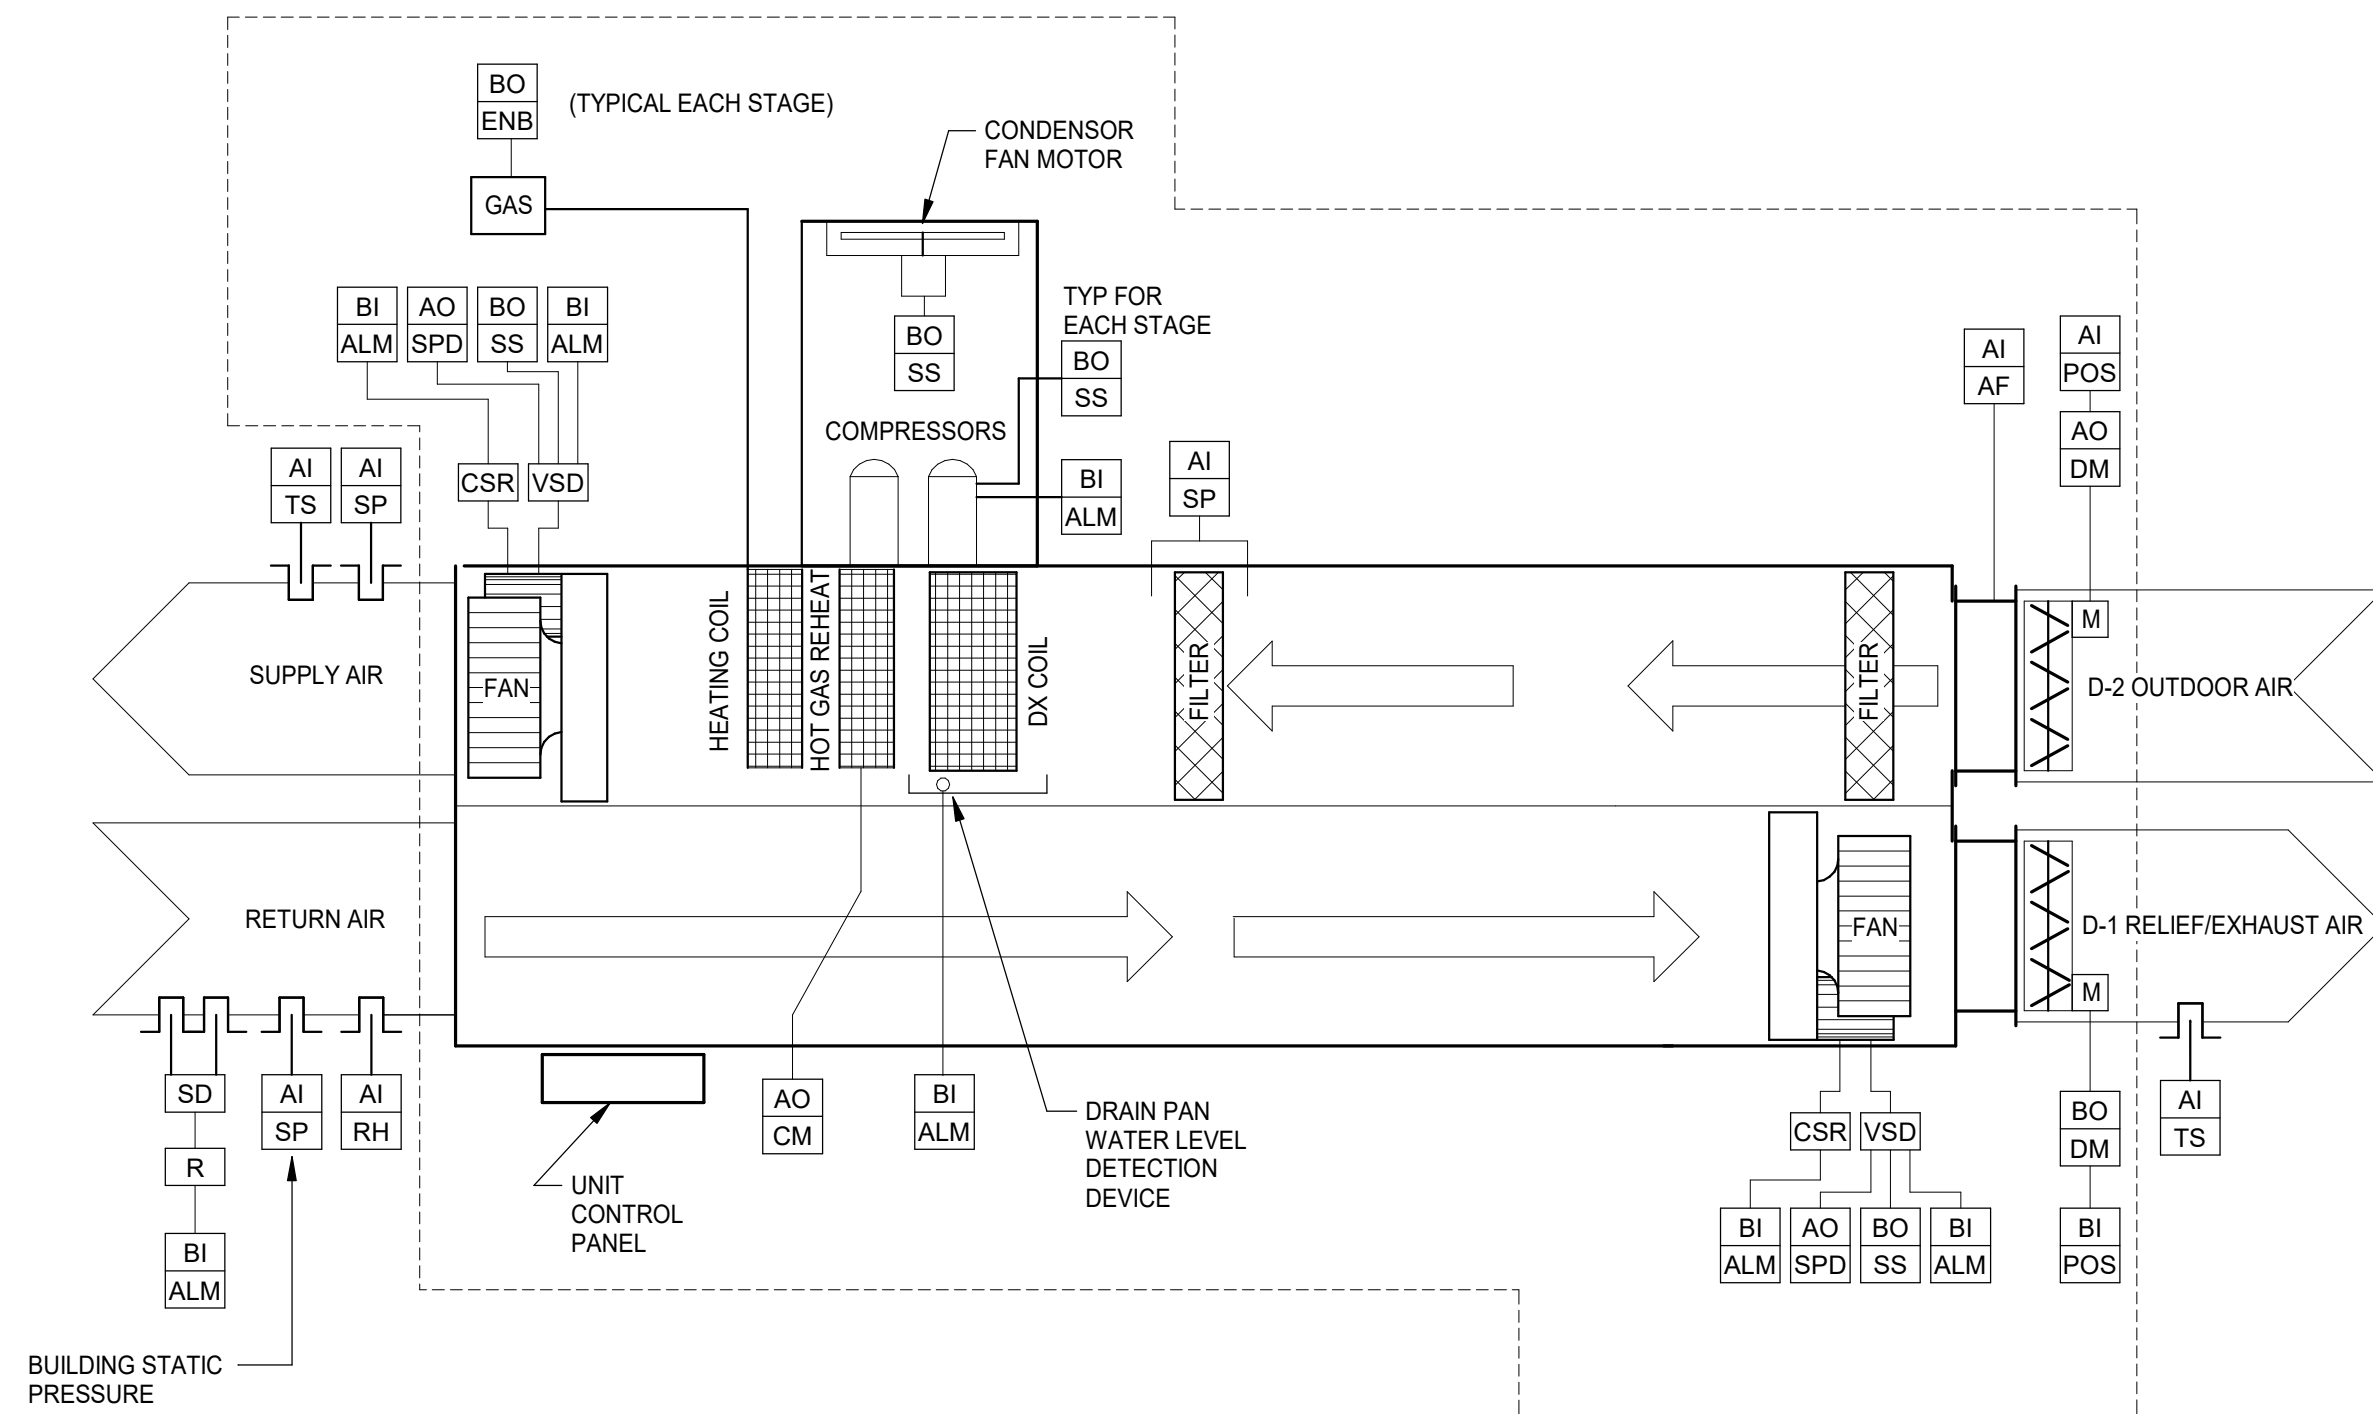 BO
ENB
(TYPICAL EACH STAGE)
GAS
CONDENSOR
FAN MOTOR
BI
ALM
AO
SPD
BO
SS
BI
ALM
BO
SS
TYP FOR
EACH STAGE
BO
SS
COMPRESSORS
BI
ALM
AI
TS
AI
SP
CSR
VSD
AI
SP
AI
AF
AI
POS
AO
DM
M
SUPPLY AIR
FAN
HEATING COIL
HOT GAS REHEAT
DX COIL
FILTER
FILTER
D-2 OUTDOOR AIR
RETURN AIR
FAN
D-1 RELIEF/EXHAUST AIR
M
SD
R
BI
ALM
AI
SP
AI
RH
BUILDING STATIC
PRESSURE
UNIT
CONTROL
PANEL
AO
CM
BI
ALM
DRAIN PAN
WATER LEVEL
DETECTION
DEVICE
CSR
VSD
BI
ALM
AO
SPD
BO
SS
BI
ALM
BO
DM
BI
POS
AI
TS